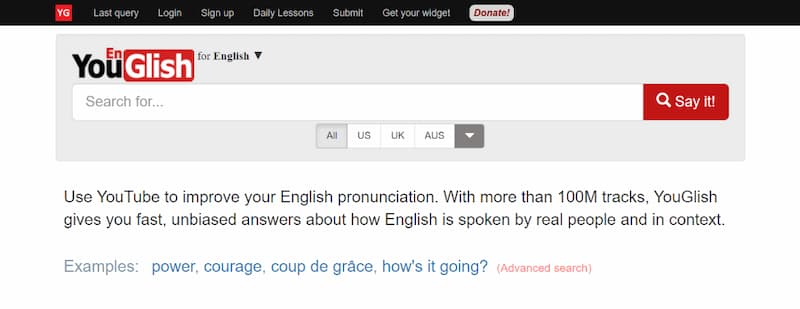 YG Last query Login Sign up Daily Lessons Submit Get your widget Donate!
YouGlish En for English ▼
Search for... Say it!
All US UK AUS
Use YouTube to improve your English pronunciation. With more than 100M tracks, YouGlish
gives you fast, unbiased answers about how English is spoken by real people and in context.
Examples: power, courage, coup de grâce, how's it going? (Advanced search)